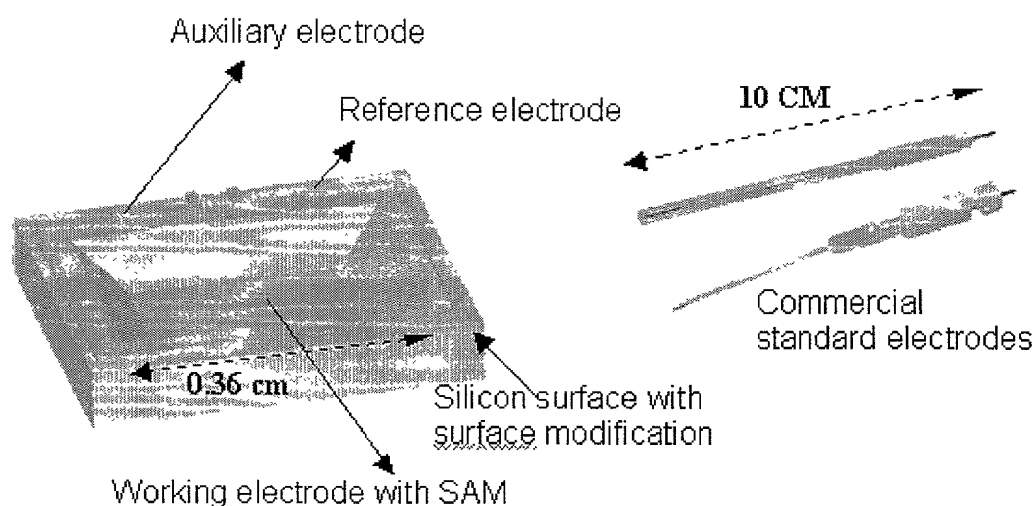 Auxiliary electrode
Reference electrode
10 CM
Commercial
standard electrodes
0.36 cm
Silicon surface with
surface modification
Working electrode with SAM